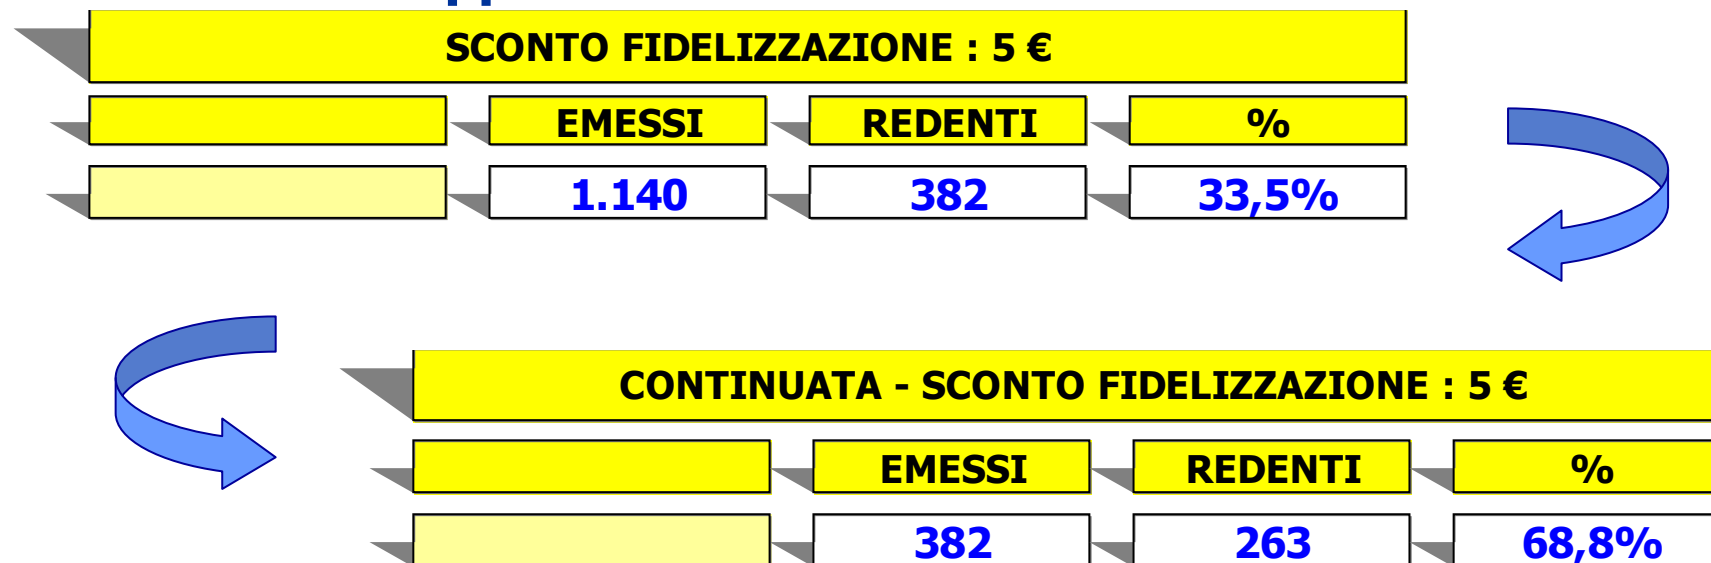 SCONTO FIDELIZZAZIONE : 5 €
EMESSI REDENTI %
1.140 382 33,5%
CONTINUATA - SCONTO FIDELIZZAZIONE : 5 €
EMESSI REDENTI %
382 263 68,8%